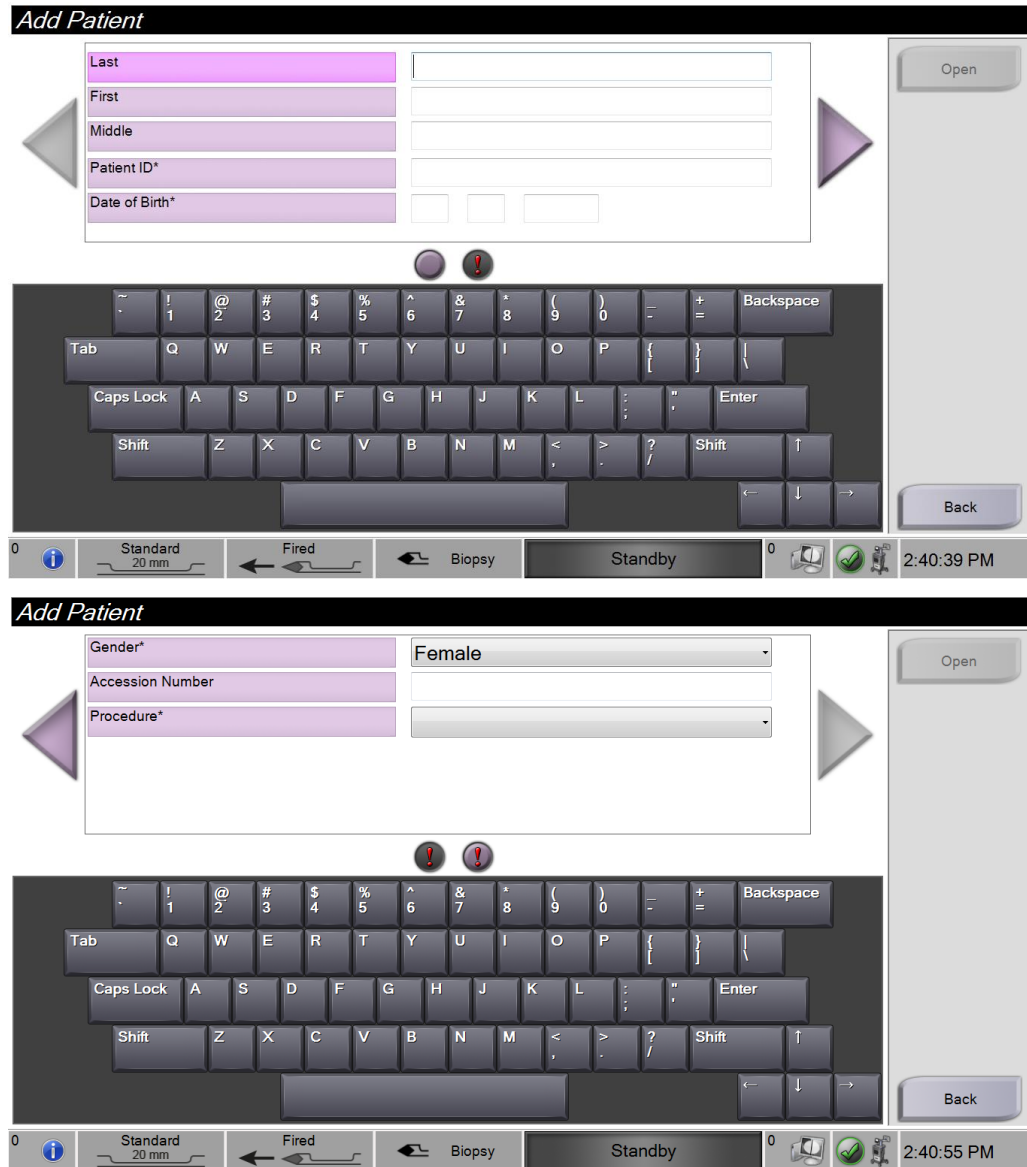 Add Patient
Last
First
Middle
Patient ID*
Date of Birth*
Open
~ ! @ # $ % ^ & * ( ) _ + Backspace
` 1 2 3 4 5 6 7 8 9 0 - =
Tab Q W E R T Y U I O P { } |
[ ] \
Caps Lock A S D F G H J K L : " Enter
; '
Shift Z X C V B N M < > ? Shift ↑
, . /
← ↓ →
Back
0 Standard Fired Biopsy Standby 0 2:40:39 PM
20 mm
Add Patient
Gender* Female
Accession Number
Procedure*
Open
~ ! @ # $ % ^ & * ( ) _ + Backspace
` 1 2 3 4 5 6 7 8 9 0 - =
Tab Q W E R T Y U I O P { } |
[ ] \
Caps Lock A S D F G H J K L : " Enter
; '
Shift Z X C V B N M < > ? Shift ↑
, . /
← ↓ →
Back
0 Standard Fired Biopsy Standby 0 2:40:55 PM
20 mm